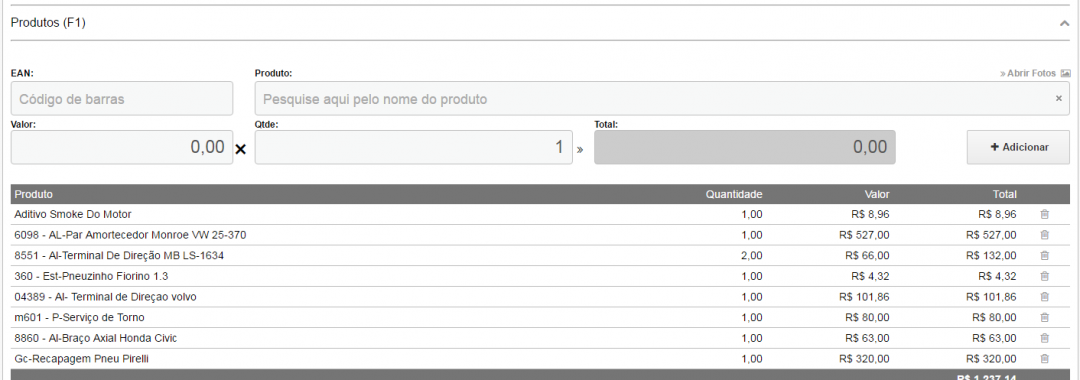 Produtos (F1)
EAN: Produto: » Abrir Fotos
Código de barras Pesquise aqui pelo nome do produto ×
Valor: Qtde: Total:
0,00 × 1 » 0,00 + Adicionar
Produto Quantidade Valor Total
Aditivo Smoke Do Motor 1,00 R$ 8,96 R$ 8,96
6098 - AL-Par Amortecedor Monroe VW 25-370 1,00 R$ 527,00 R$ 527,00
8551 - Al-Terminal De Direção MB LS-1634 2,00 R$ 66,00 R$ 132,00
360 - Est-Pneuzinho Fiorino 1.3 1,00 R$ 4,32 R$ 4,32
04389 - Al- Terminal de Direçao volvo 1,00 R$ 101,86 R$ 101,86
m601 - P-Serviço de Torno 1,00 R$ 80,00 R$ 80,00
8860 - Al-Braço Axial Honda Civic 1,00 R$ 63,00 R$ 63,00
Gc-Recapagem Pneu Pirelli 1,00 R$ 320,00 R$ 320,00
R$ 1.237,14